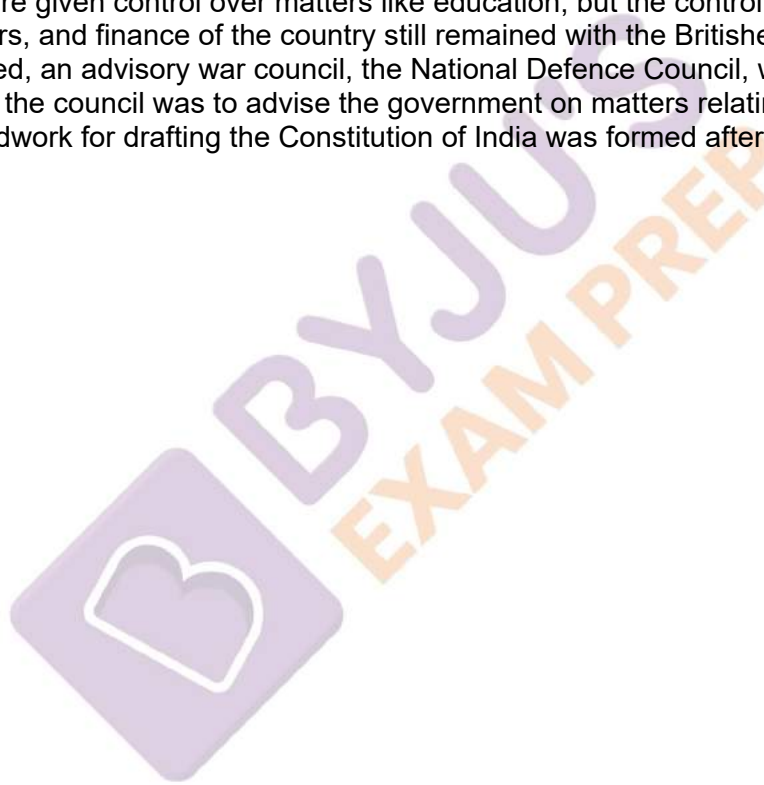 re given control over matters like education, but the control
rs, and finance of the country still remained with the Britishe
ed, an advisory war council, the National Defence Council, w
the council was to advise the government on matters relatin
dwork for drafting the Constitution of India was formed after
BYJU'S
EXAM PREP